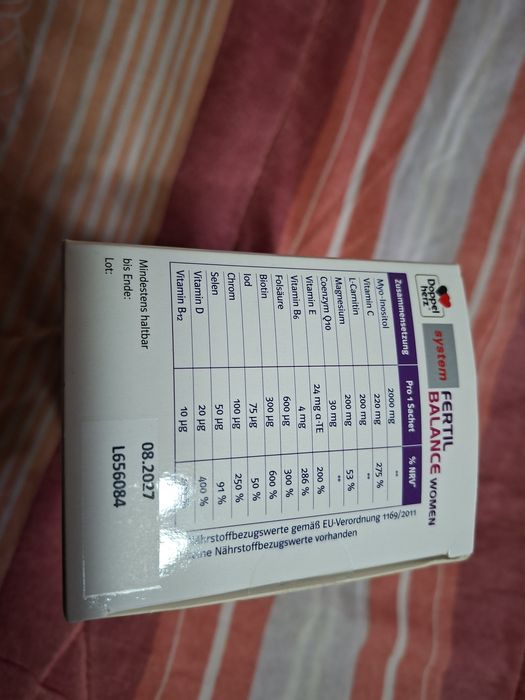 Doppel herz
system
FERTIL
BALANCE WOMEN
Zusammensetzung Pro 1 Sachet % NRV*
Myo-Inositol 2000 mg **
Vitamin C 220 mg 275 %
L-Carnitin 200 mg **
Magnesium 200 mg 53 %
Coenzym Q10 30 mg **
Vitamin E 24 mg α-TE 200 %
Vitamin B6 4 mg 286 %
Folsäure 600 µg 300 %
Biotin 300 µg 600 %
Iod 75 µg 50 %
Chrom 100 µg 250 %
Selen 50 µg 91 %
Vitamin D 20 µg 400 %
Vitamin B12 10 µg
gemäß EU-Verordnung 1169/2011
Nährstoffbezugswerte vorhanden
Mindestens haltbar
bis Ende: 08.2027
Lot: L656084